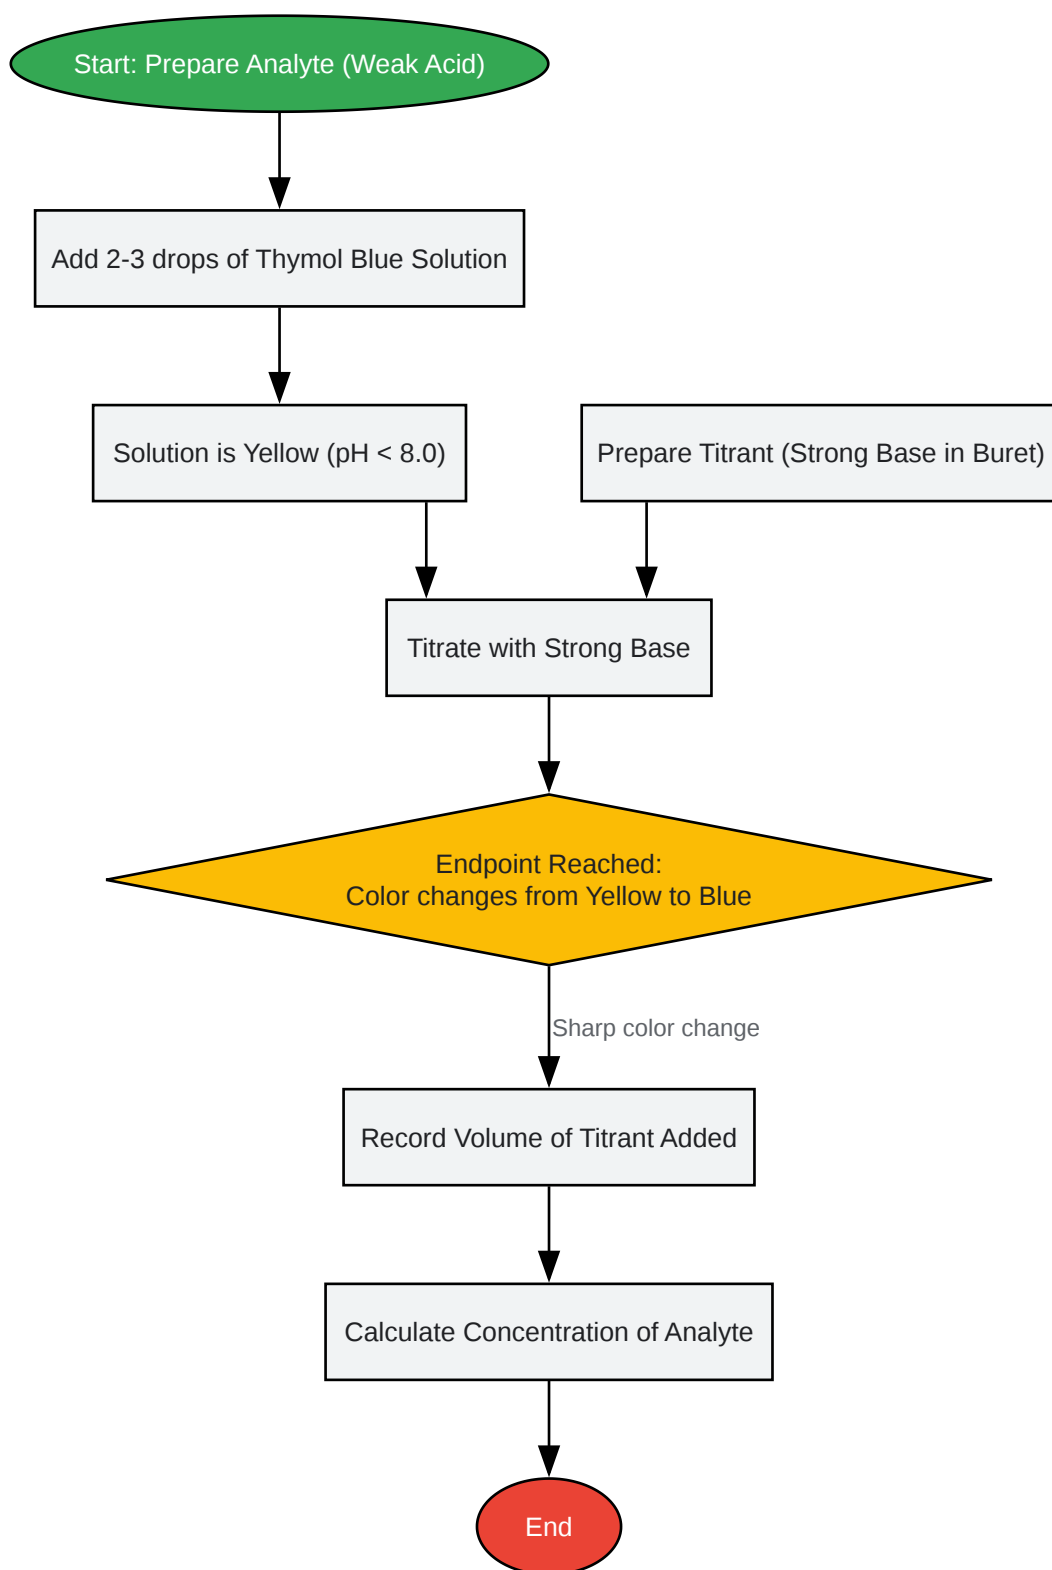 Start: Prepare Analyte (Weak Acid)
Add 2-3 drops of Thymol Blue Solution
Solution is Yellow (pH < 8.0)
Prepare Titrant (Strong Base in Buret)
Titrate with Strong Base
Endpoint Reached:
Color changes from Yellow to Blue
Sharp color change
Record Volume of Titrant Added
Calculate Concentration of Analyte
End